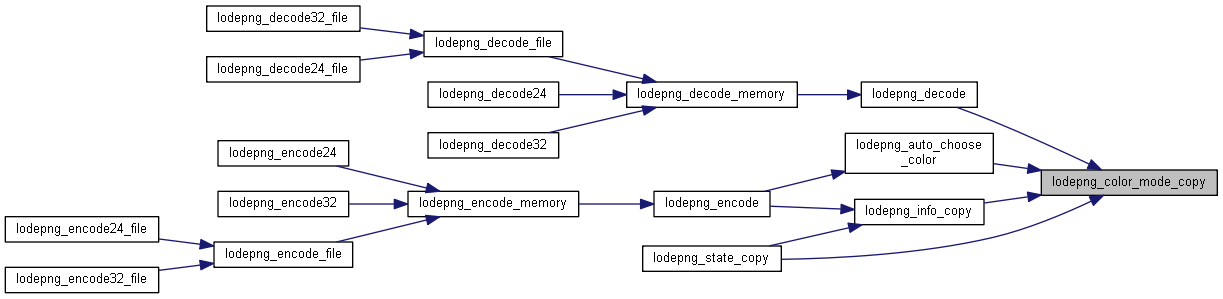 lodepng_decode32_file
lodepng_decode_file
lodepng_decode24_file
lodepng_decode24
lodepng_decode_memory
lodepng_decode
lodepng_decode32
lodepng_encode24
lodepng_auto_choose
_color
lodepng_color_mode_copy
lodepng_encode32
lodepng_encode_memory
lodepng_encode
lodepng_info_copy
lodepng_encode24_file
lodepng_encode_file
lodepng_state_copy
lodepng_encode32_file